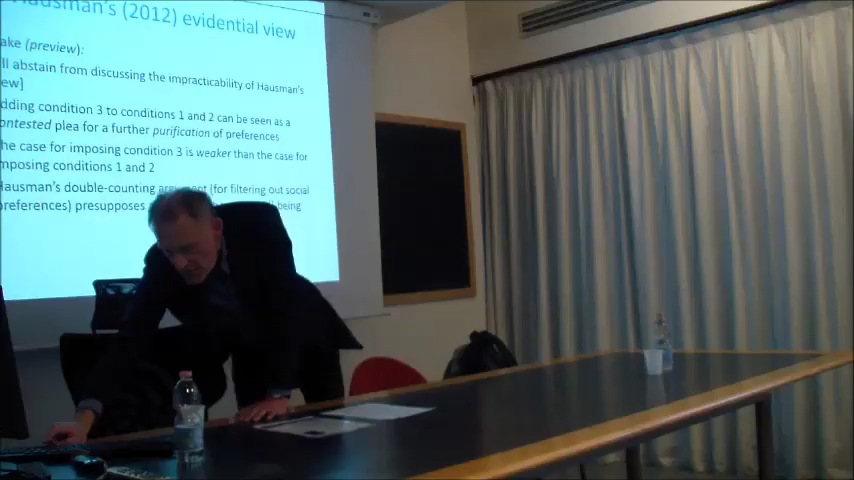 ausman's (2012) evidential view
ake (preview):
ll abstain from discussing the impracticability of Hausman's
ew]
dding condition 3 to conditions 1 and 2 can be seen as a
ontested plea for a further purification of preferences
he case for imposing condition 3 is weaker than the case for
mposing conditions 1 and 2
ausman's double-counting argument (for filtering out social
preferences) presupposes being